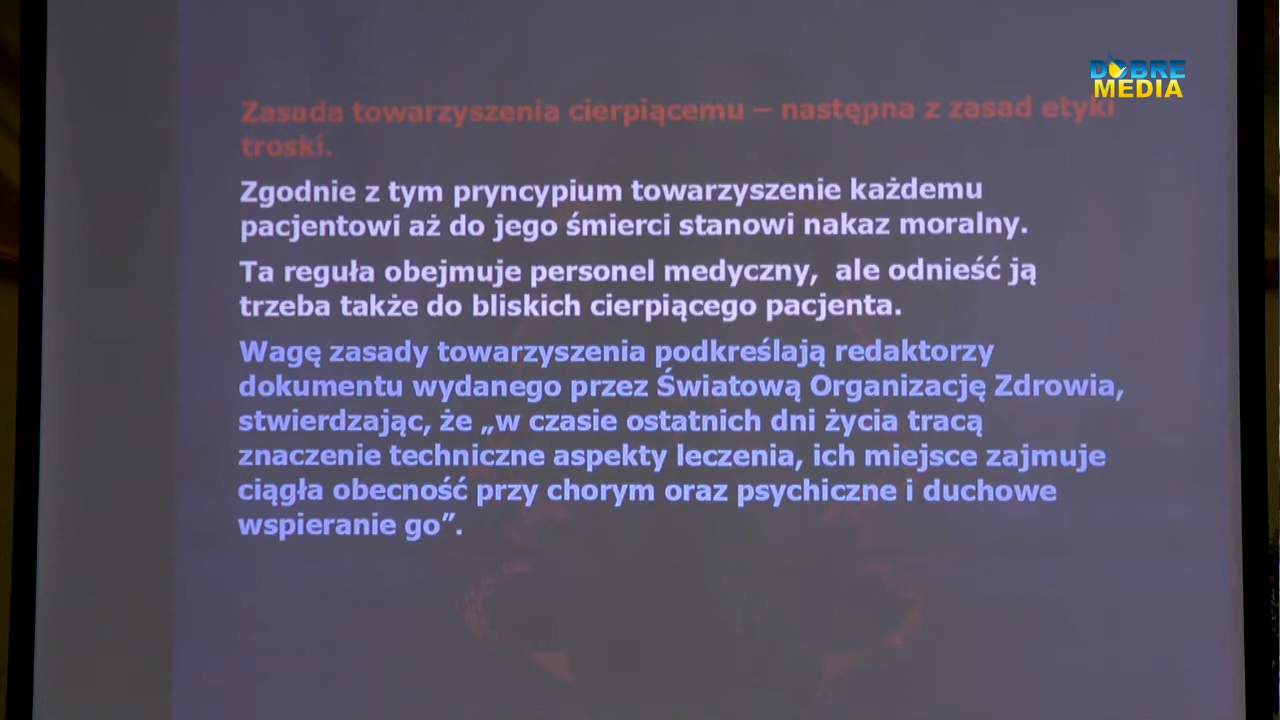 DOBRE
MEDIA
Zasada towarzyszenia cierpiącemu – następna z zasad etyki
troski.
Zgodnie z tym pryncypium towarzyszenie każdemu
pacjentowi aż do jego śmierci stanowi nakaz moralny.
Ta reguła obejmuje personel medyczny,  ale odnieść ją
trzeba także do bliskich cierpiącego pacjenta.
Wagę zasady towarzyszenia podkreślają redaktorzy
dokumentu wydanego przez Światową Organizację Zdrowia,
stwierdzając, że „w czasie ostatnich dni życia tracą
znaczenie techniczne aspekty leczenia, ich miejsce zajmuje
ciągła obecność przy chorym oraz psychiczne i duchowe
wspieranie go”.